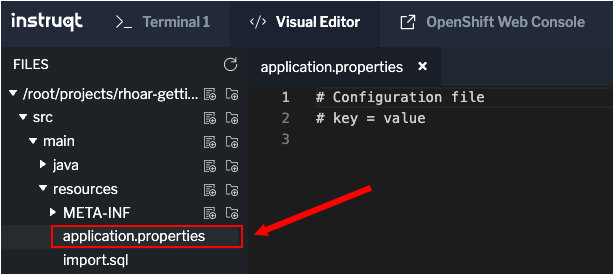 instruqt >_ Terminal 1 </> Visual Editor OpenShift Web Console
FILES
/root/projects/rhoar-getti...
src
main
java
resources
META-INF
application.properties
import.sql
application.properties ×
1 # Configuration file
2 # key = value
3